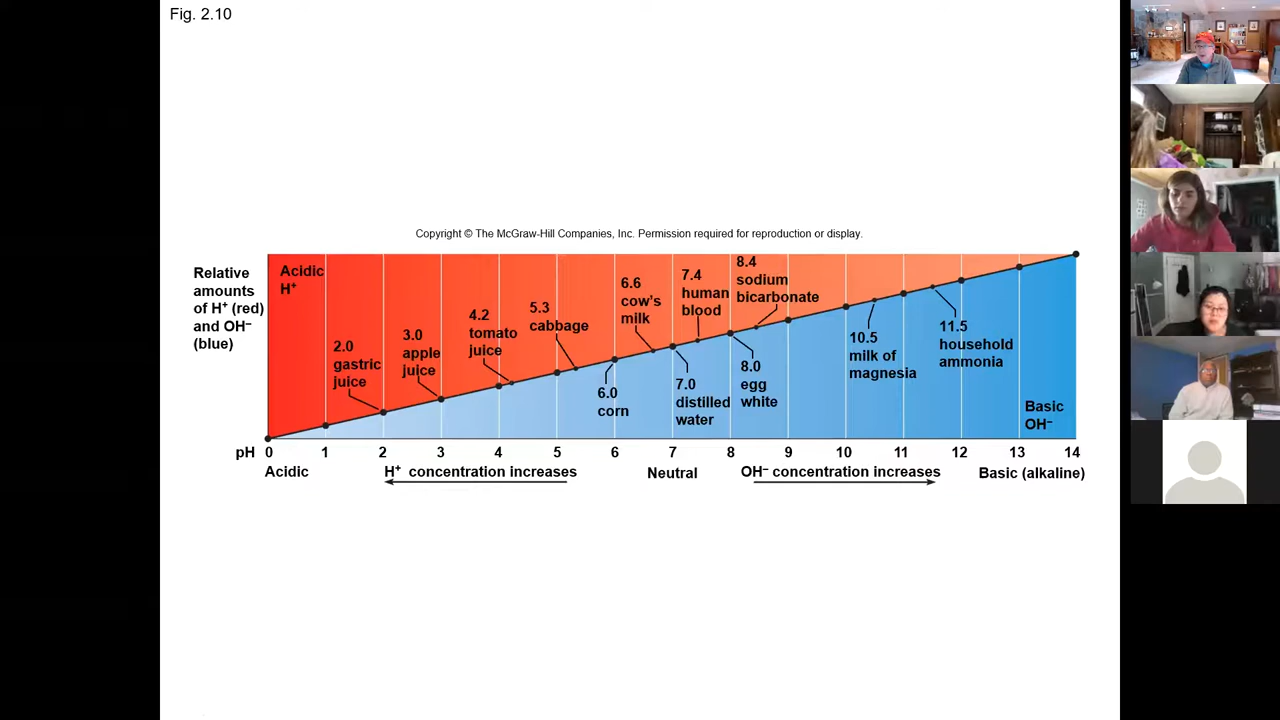 Fig. 2.10
Copyright © The McGraw-Hill Companies, Inc. Permission required for reproduction or display.
Relative
amounts
of H⁺ (red)
and OH⁻
(blue)
Acidic
H⁺
2.0
gastric
juice
3.0
apple
juice
4.2
tomato
juice
5.3
cabbage
6.0
corn
6.6
cow's
milk
7.0
distilled
water
7.4
human
blood
8.0
egg
white
8.4
sodium
bicarbonate
10.5
milk of
magnesia
11.5
household
ammonia
Basic
OH⁻
pH 0 1 2 3 4 5 6 7 8 9 10 11 12 13 14
Acidic H⁺ concentration increases Neutral OH⁻ concentration increases Basic (alkaline)